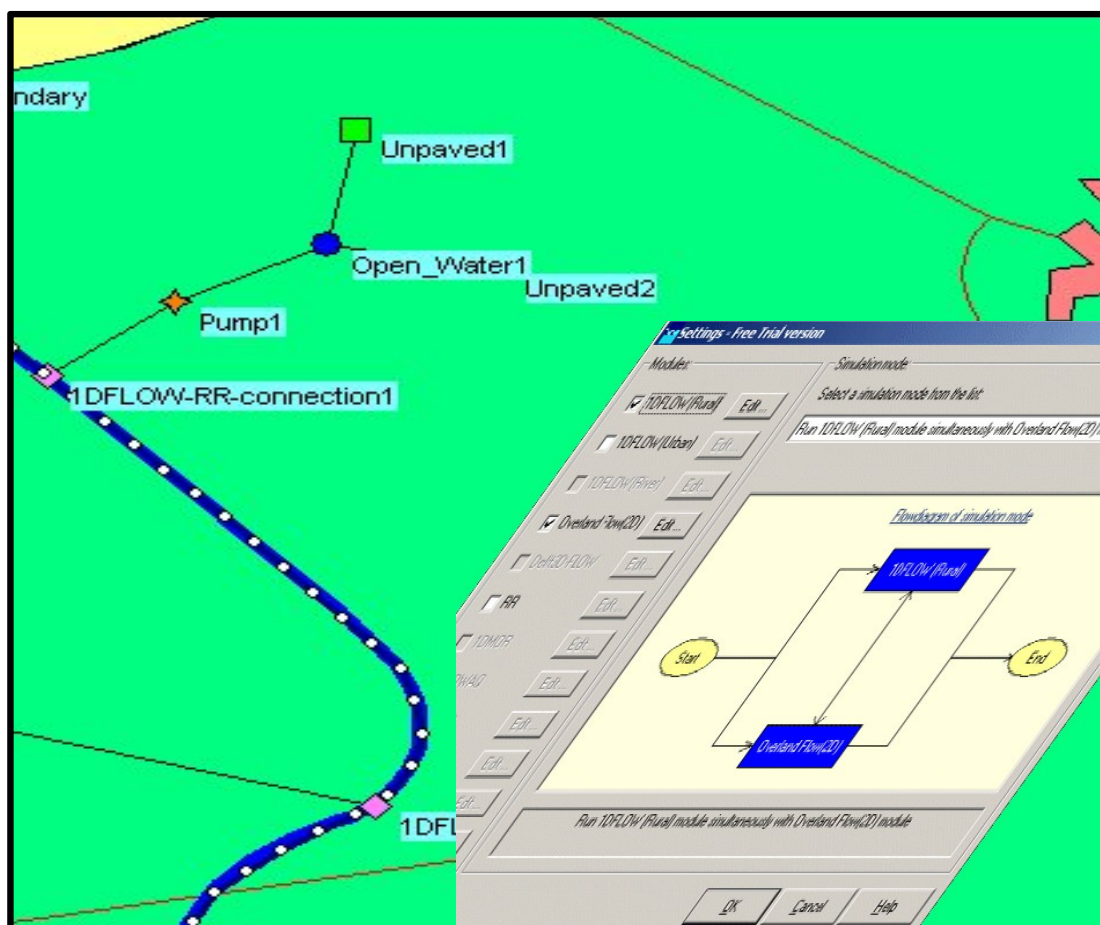 ndary
Unpaved1
Open_Water1
Unpaved2
Pump1
1DFLOW-RR-connection1
1DFL
Settings - Free Trial version
Modules:
1DFLOW (Rural) Edit...
1DFLOW (Urban) Edit...
1DFLOW (River) Edit...
Overland Flow(2D) Edit...
Delft3D-FLOW Edit...
RR Edit...
1DMOR Edit...
WAQ Edit...
Edit...
Edit...
Edit...
Simulation mode:
Select a simulation mode from the list:
Run 1DFLOW (Rural) module simultaneously with Overland Flow(2D)
Flowdiagram of simulation mode
1DFLOW (Rural)
Start
End
Overland Flow(2D)
Run 1DFLOW (Rural) module simultaneously with Overland Flow(2D) module
OK Cancel Help